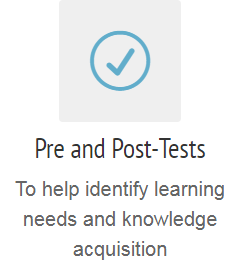 Pre and Post-Tests
To help identify learning
needs and knowledge
acquisition